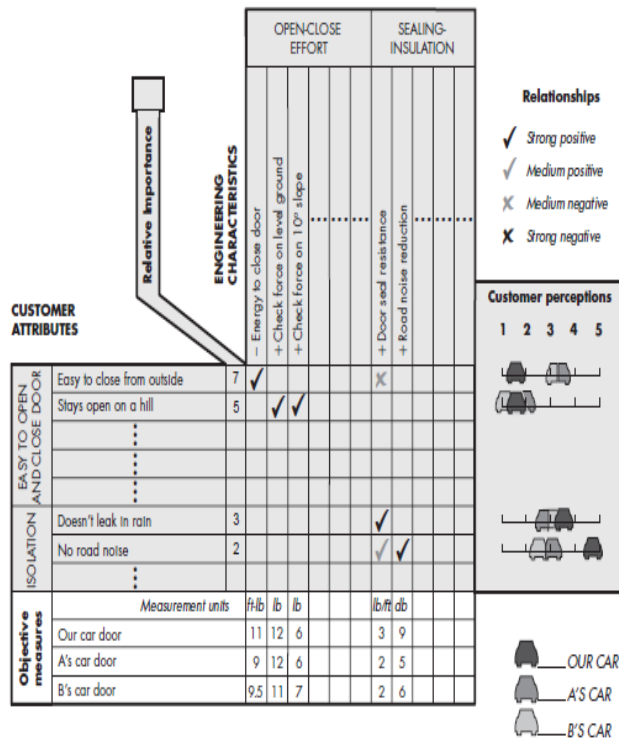 OPEN-CLOSE EFFORT
SEALING-INSULATION
Relative Importance
ENGINEERING CHARACTERISTICS
– Energy to close door
+ Check force on level ground
+ Check force on 10° slope
+ Door seal resistance
+ Road noise reduction
Relationships
✓ Strong positive
✓ Medium positive
✗ Medium negative
✗ Strong negative
Customer perceptions
1 2 3 4 5
CUSTOMER ATTRIBUTES
EASY TO OPEN AND CLOSE DOOR
Easy to close from outside 7 ✓ ✗
Stays open on a hill 5 ✓ ✓
ISOLATION
Doesn't leak in rain 3 ✓
No road noise 2 ✓ ✓
Objective measures
Measurement units ft-lb lb lb lb/ft db
Our car door 11 12 6 3 9
A's car door 9 12 6 2 5
B's car door 9.5 11 7 2 6
OUR CAR
A'S CAR
B'S CAR